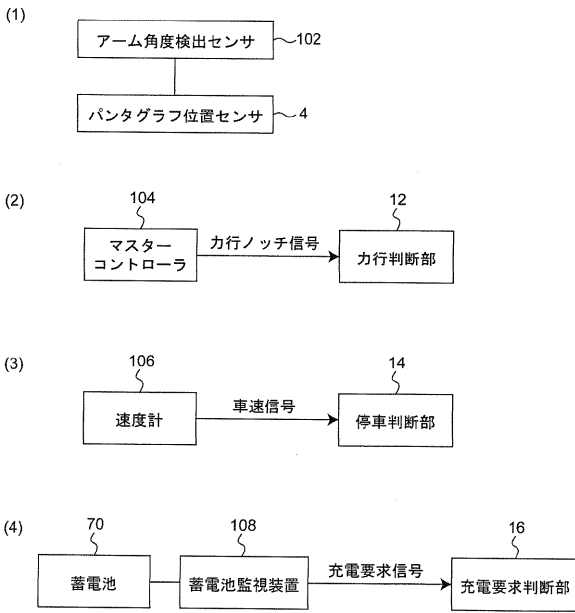 (1)
アーム角度検出センサ
102
パンタグラフ位置センサ
4
(2)
104
12
マスター
コントローラ
力行ノッチ信号
力行判断部
(3)
106
14
速度計
車速信号
停車判断部
(4)
70
108
16
蓄電池
蓄電池監視装置
充電要求信号
充電要求判断部